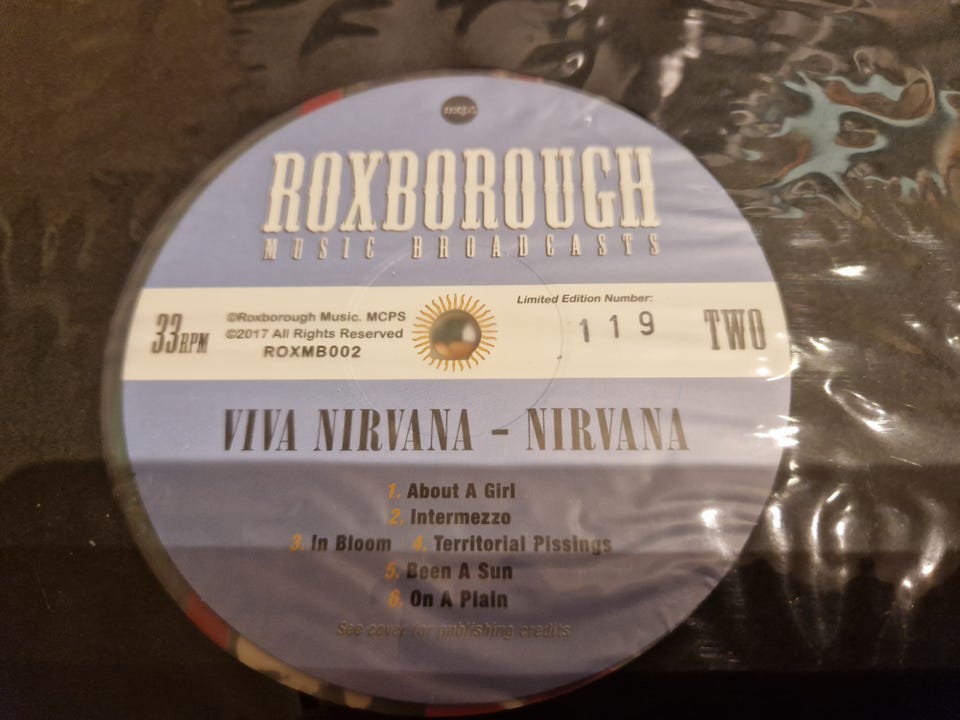 mcps
ROXBOROUGH
MUSIC BROADCASTS
33RPM
©Roxborough Music. MCPS
©2017 All Rights Reserved
ROXMB002
Limited Edition Number:
119
TWO
VIVA NIRVANA - NIRVANA
1. About A Girl
2. Intermezzo
3. In Bloom 4. Territorial Pissings
5. Been A Sun
6. On A Plain
See cover for publishing credits